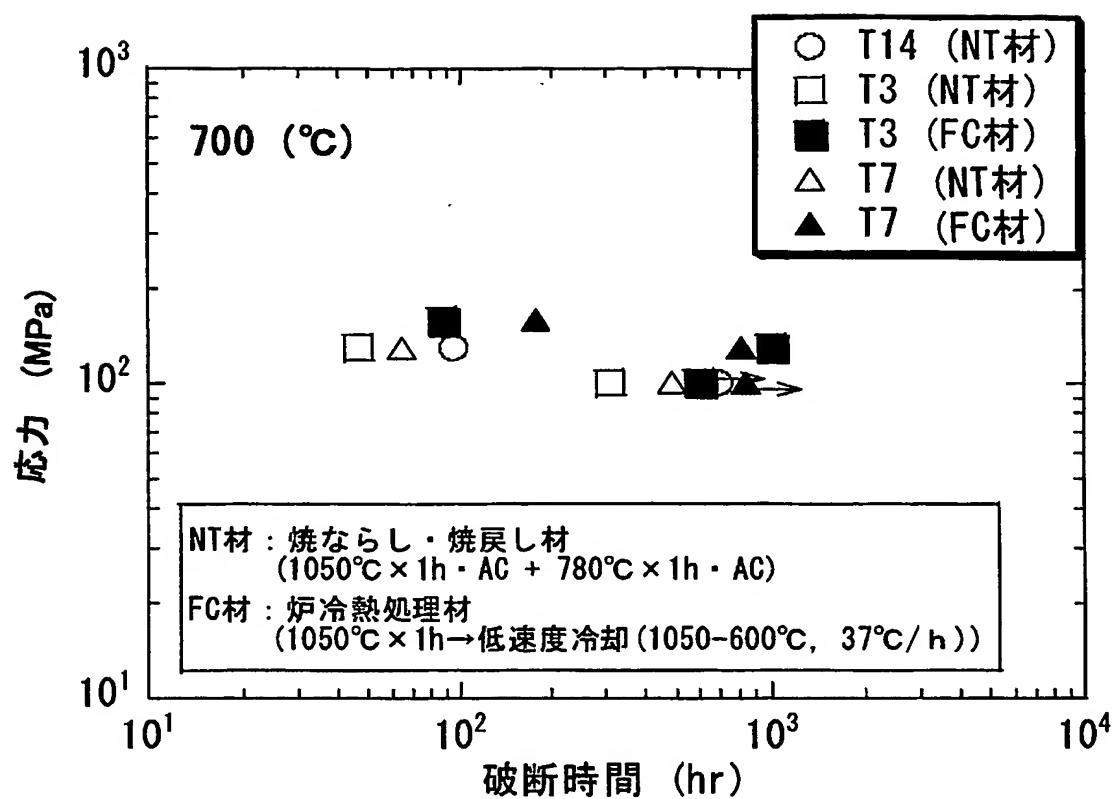 ○ T14 (NT材)
□ T3 (NT材)
■ T3 (FC材)
△ T7 (NT材)
▲ T7 (FC材)
10³
700 (℃)
10²
応力 (MPa)
NT材:焼ならし・焼戻し材
(1050℃×1h・AC + 780℃×1h・AC)
FC材:炉冷熱処理材
(1050℃×1h→低速度冷却(1050-600℃, 37℃/h))
10¹
10¹ 10² 10³ 10⁴
破断時間 (hr)